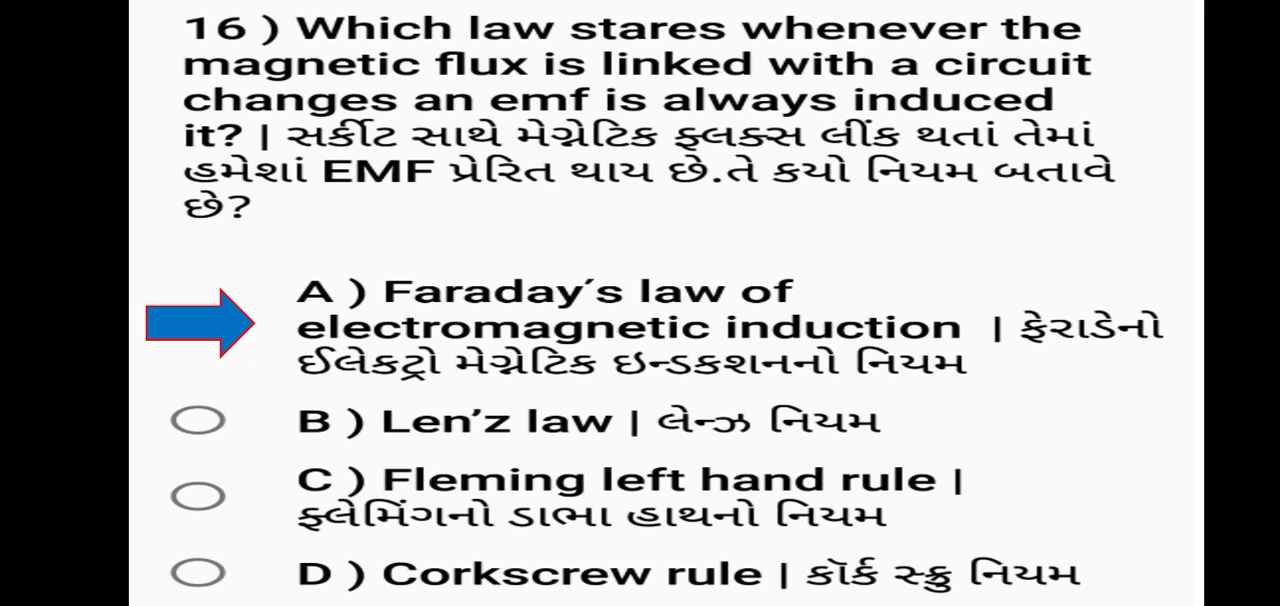 16 ) Which law stares whenever the
magnetic flux is linked with a circuit
changes an emf is always induced
it? | સર્કીટ સાથે મેગ્નેટિક ફ્લક્સ લીંક થતાં તેમાં
હમેશાં EMF પ્રેરિત થાય છે.તે કયો નિયમ બતાવે
છે?
A ) Faraday´s law of
electromagnetic induction | ફેરાડેનો
ઈલેકટ્રો મેગ્નેટિક ઇન્ડકશનનો નિયમ
B ) Len’z law | લેન્ઝ નિયમ
C ) Fleming left hand rule |
ફ્લેમિંગનો ડાભા હાથનો નિયમ
D ) Corkscrew rule | કૉર્ક સ્ક્રુ નિયમ